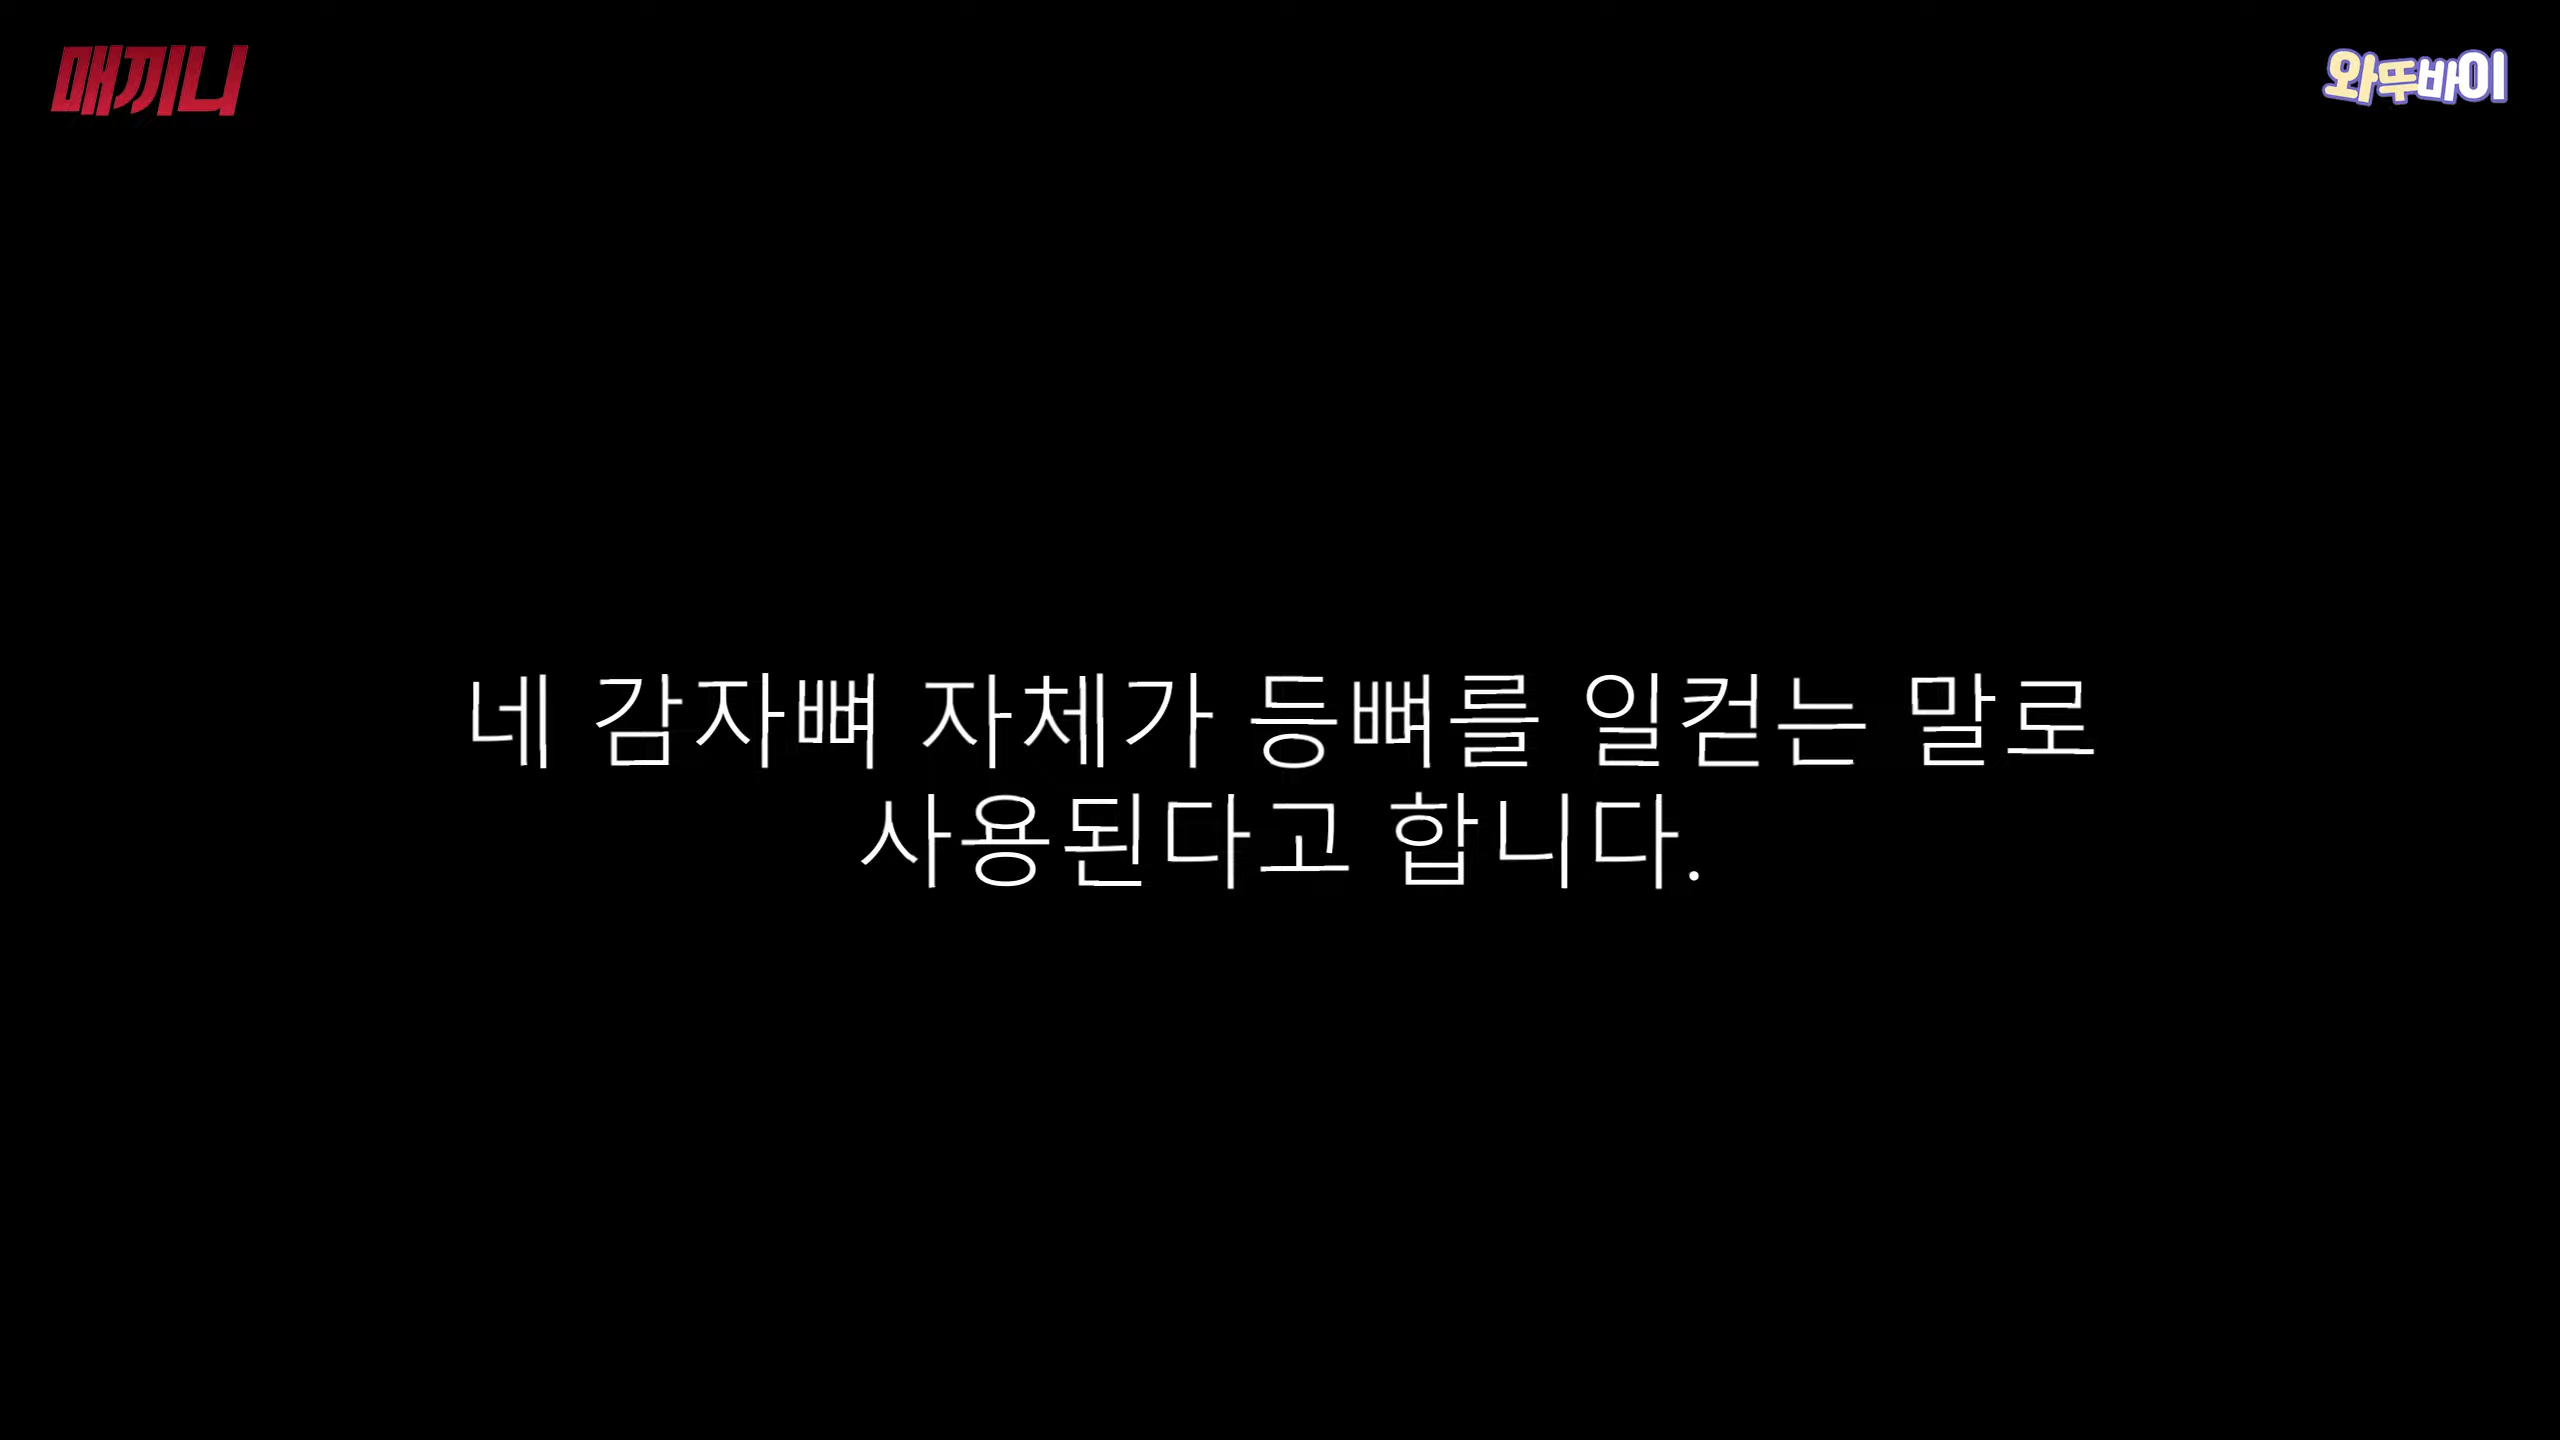 매끼니
와뚜바이
네 감자뼈 자체가 등뼈를 일컫는 말로
사용된다고 합니다.